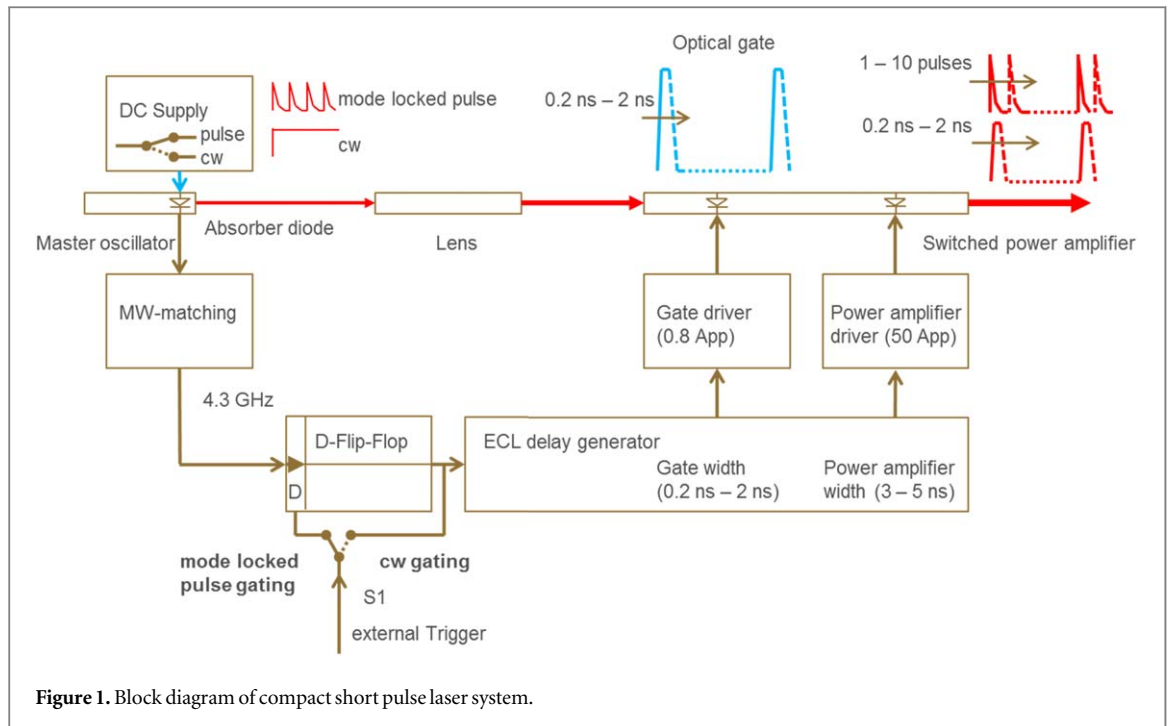 Optical gate
1 – 10 pulses
DC Supply
pulse
cw
mode locked pulse
cw
0.2 ns – 2 ns
0.2 ns – 2 ns
Master oscillator
Absorber diode
Lens
Switched power amplifier
MW-matching
Gate driver
(0.8 App)
Power amplifier
driver (50 App)
4.3 GHz
D-Flip-Flop
D
ECL delay generator
Gate width
(0.2 ns – 2 ns)
Power amplifier
width (3 – 5 ns)
mode locked
pulse gating
cw gating
S1
external Trigger
Figure 1. Block diagram of compact short pulse laser system.